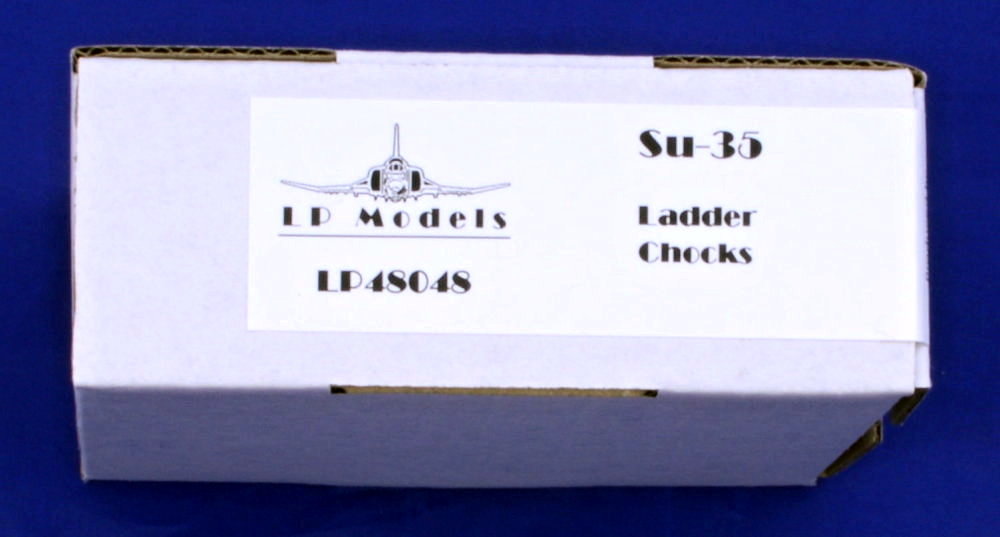 LP Models
LP48048
Su-35
Ladder
Chocks